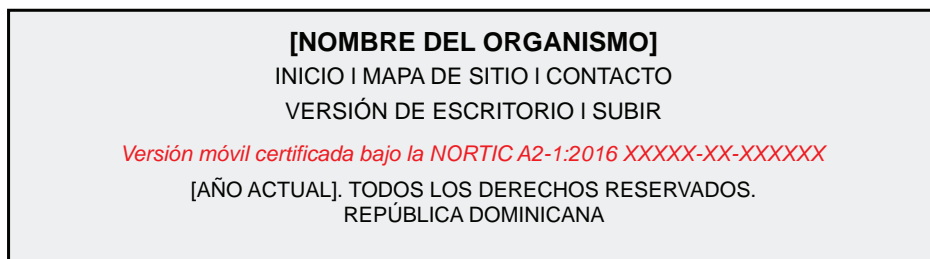 [NOMBRE DEL ORGANISMO]
INICIO I MAPA DE SITIO I CONTACTO
VERSIÓN DE ESCRITORIO I SUBIR
Versión móvil certificada bajo la NORTIC A2-1:2016 XXXXX-XX-XXXXXX
[AÑO ACTUAL]. TODOS LOS DERECHOS RESERVADOS.
REPÚBLICA DOMINICANA